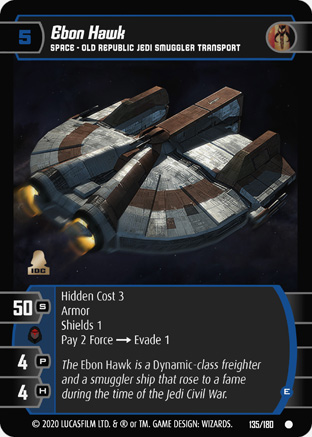 5
Ebon Hawk
SPACE - OLD REPUBLIC JEDI SMUGGLER TRANSPORT
IDC
50 S
Hidden Cost 3
Armor
Shields 1
Pay 2 Force → Evade 1
4 P
4 H
The Ebon Hawk is a Dynamic-class freighter
and a smuggler ship that rose to a fame
during the time of the Jedi Civil War.
E
© 2020 LUCASFILM LTD. & ® or TM. GAME DESIGN: WIZARDS. 135/180